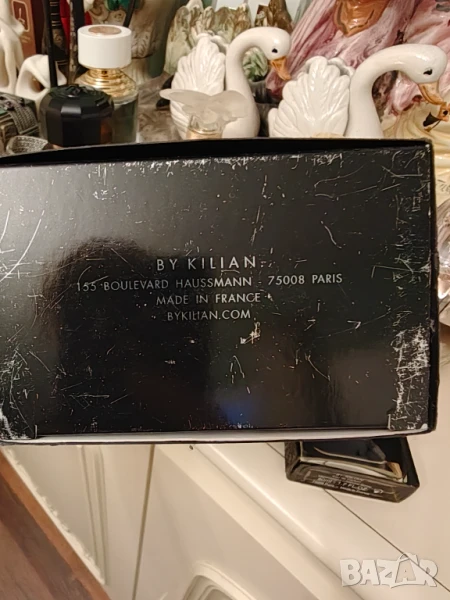 BY KILIAN
155 BOULEVARD HAUSSMANN - 75008 PARIS
MADE IN FRANCE
BYKILIAN.COM
BAZAR